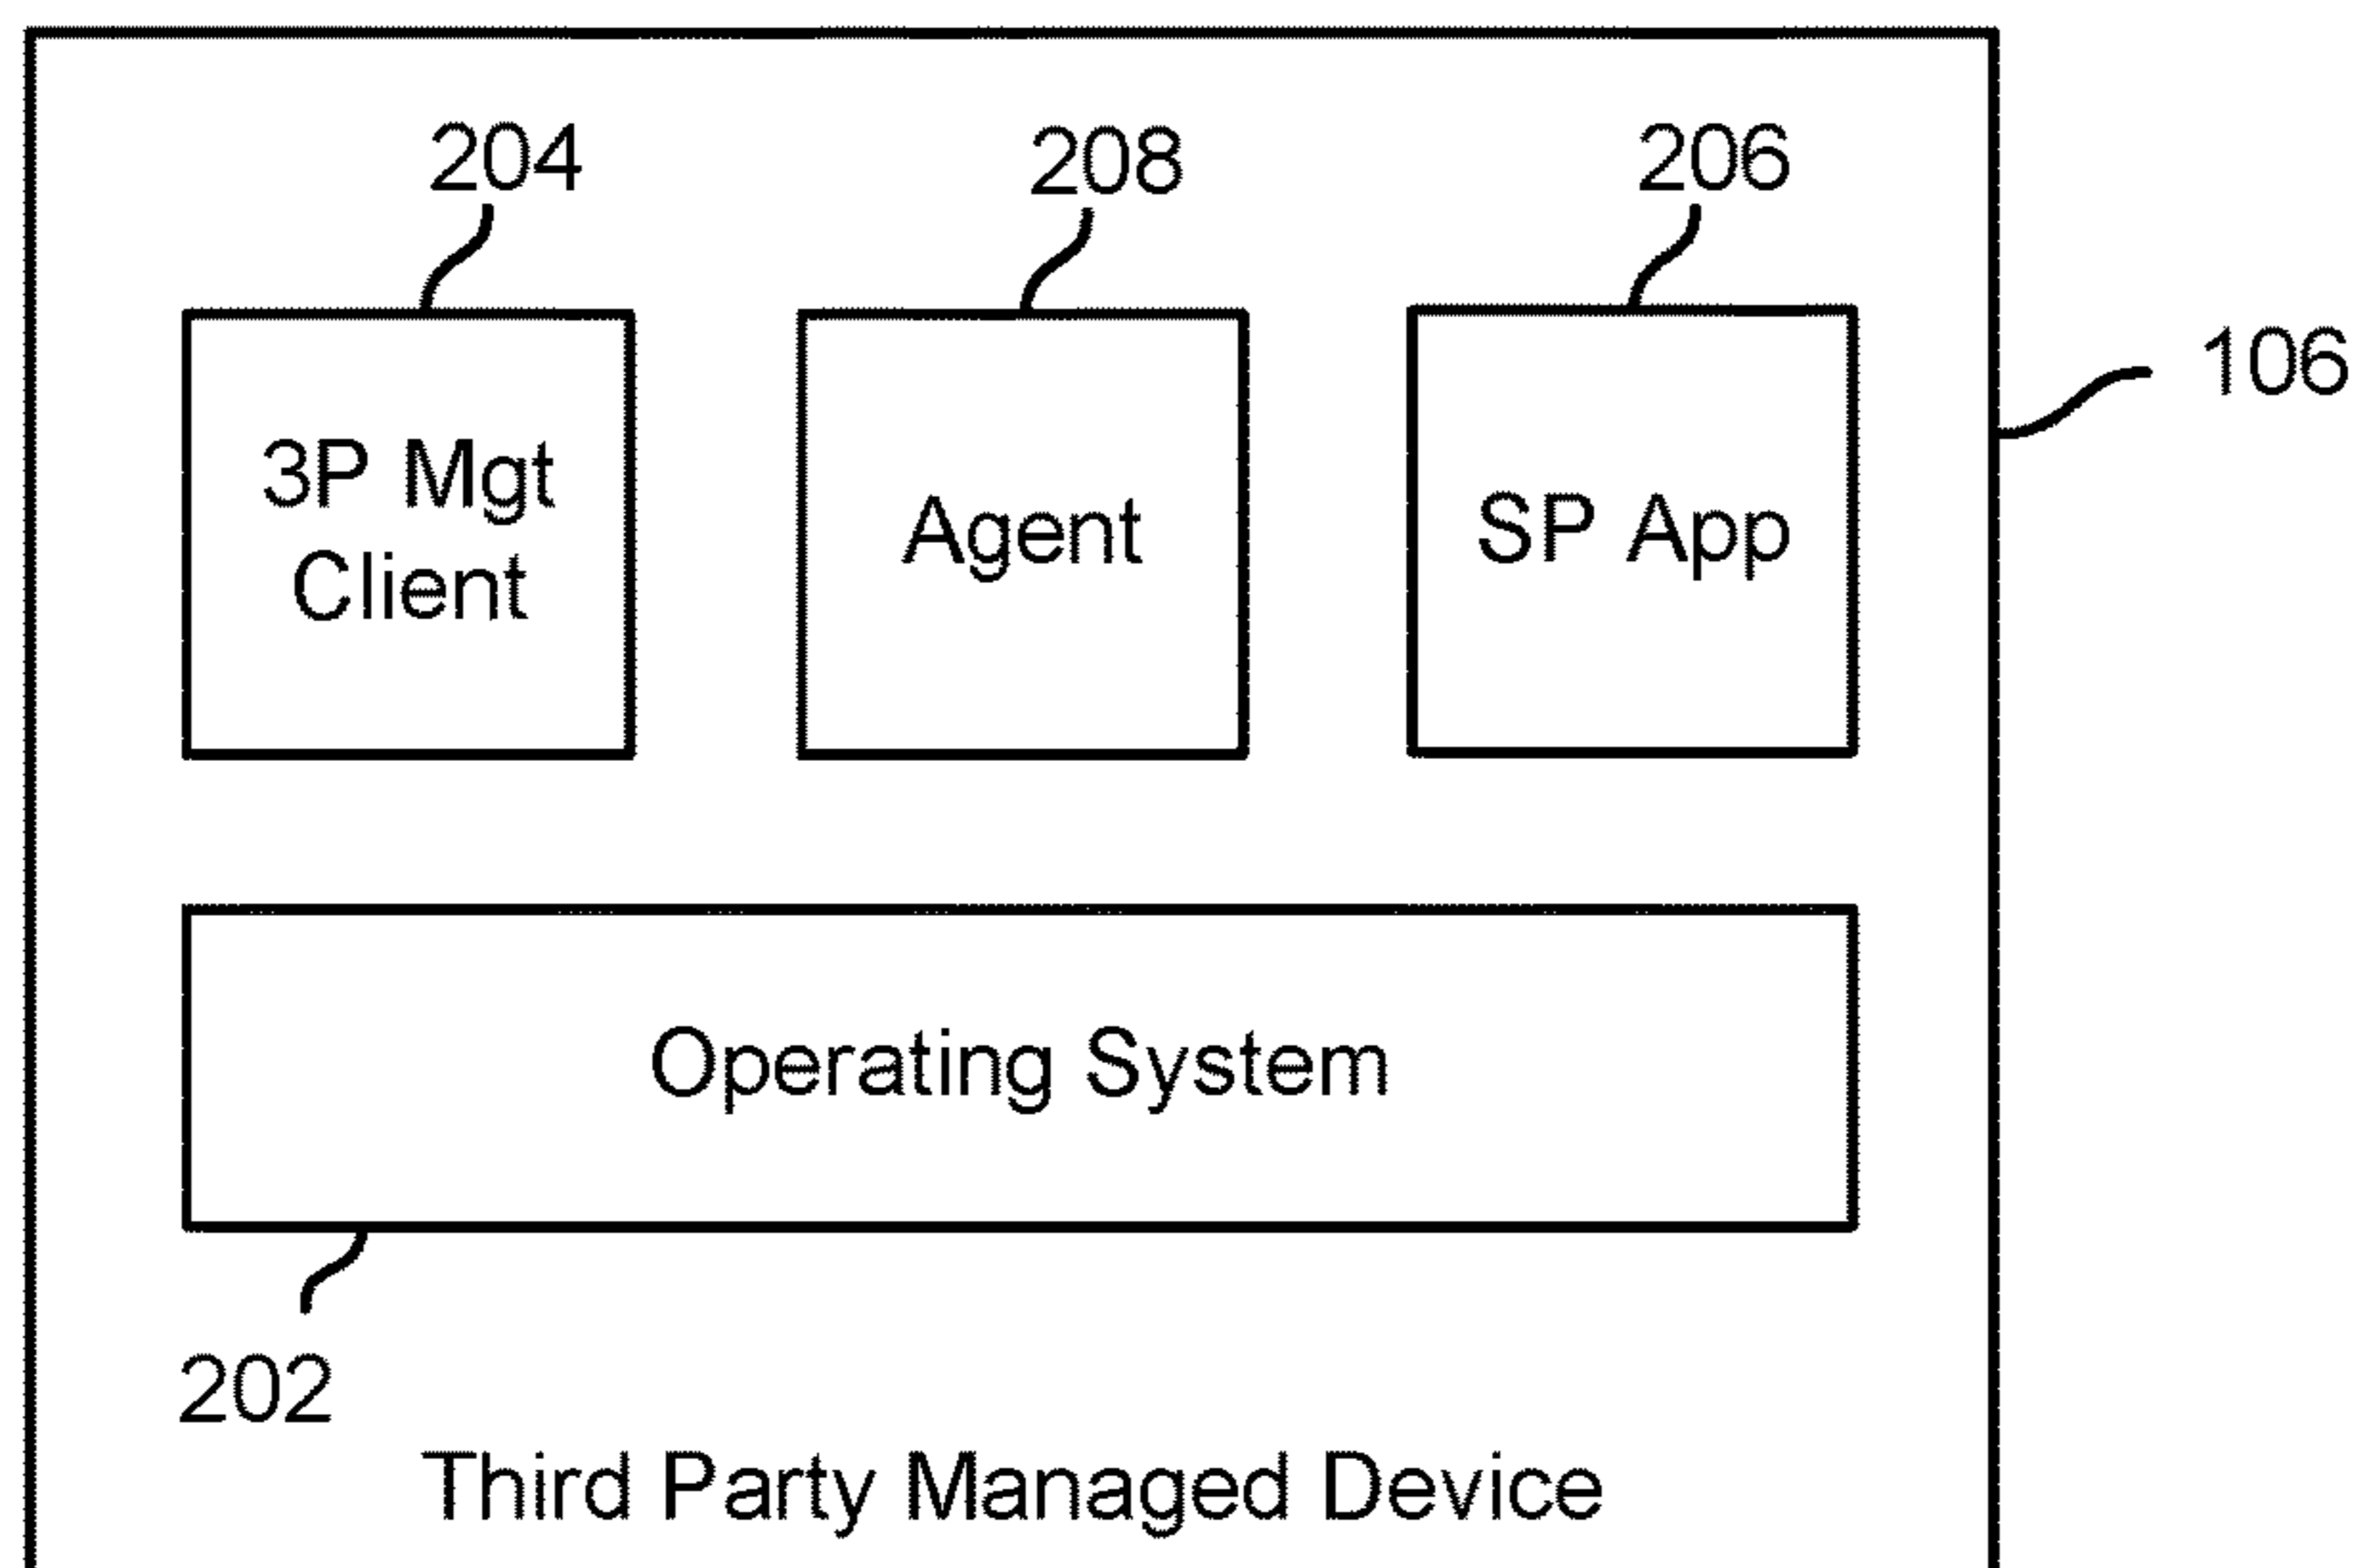 204
208
206
106
3P Mgt
Client
Agent
SP App
Operating System
202
Third Party Managed Device